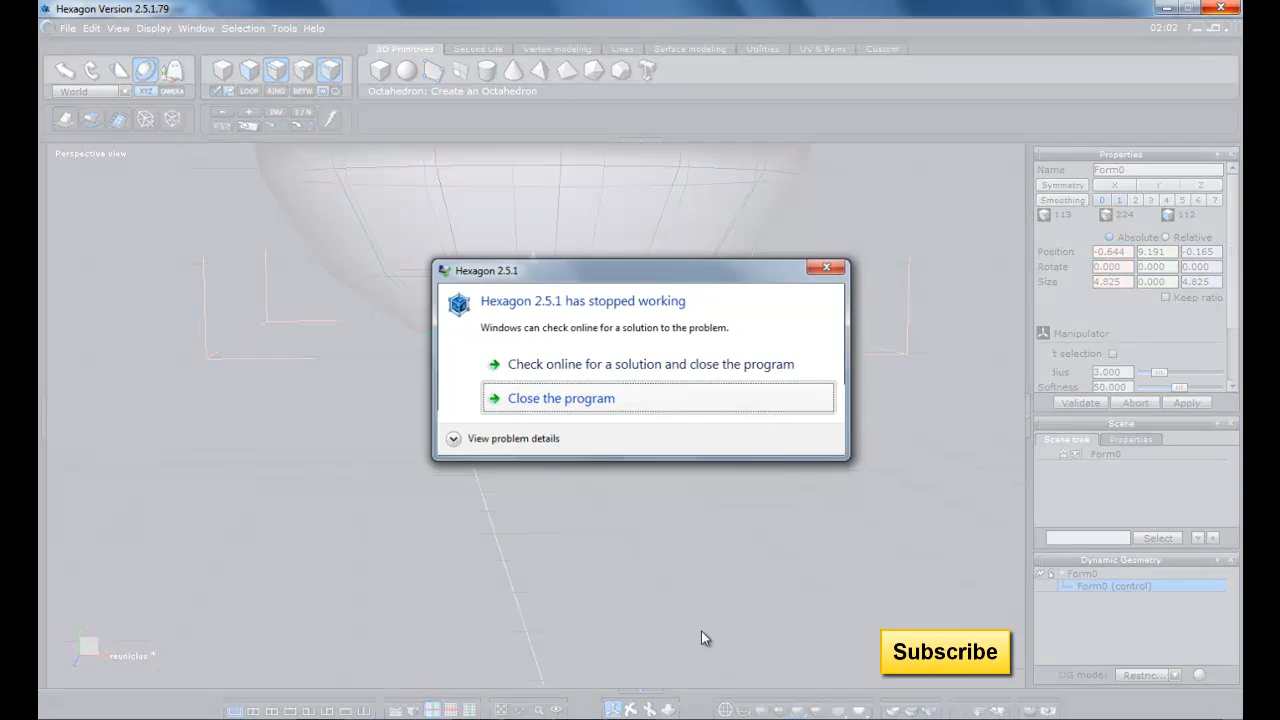 Hexagon Version 2.5.1.79
File Edit View Display Window Selection Tools Help
02:02
3D Primitives Second Life Vertex modeling Lines Surface modeling Utilities UV & Paint Custom
World XYZ CAMERA LOOP RING BETW
Octahedron: Create an Octahedron
- + INV 1/N
Perspective view
Properties
Name Form0
Symmetry X Y Z
Smoothing 0 1 2 3 4 5 6 7
113 224 112
Absolute Relative
Position -0.644 9.191 -0.165
Rotate 0.000 0.000 0.000
Size 4.825 0.000 4.825
Keep ratio
Manipulator
t selection
dius 3.000
Softness 50.000
Validate Abort Apply
Scene
Scene tree Properties
Form0
Select
Dynamic Geometry
Form0
Form0 (control)
DG mode: Restric...
Hexagon 2.5.1
Hexagon 2.5.1 has stopped working
Windows can check online for a solution to the problem.
Check online for a solution and close the program
Close the program
View problem details
reuniclus *
Subscribe